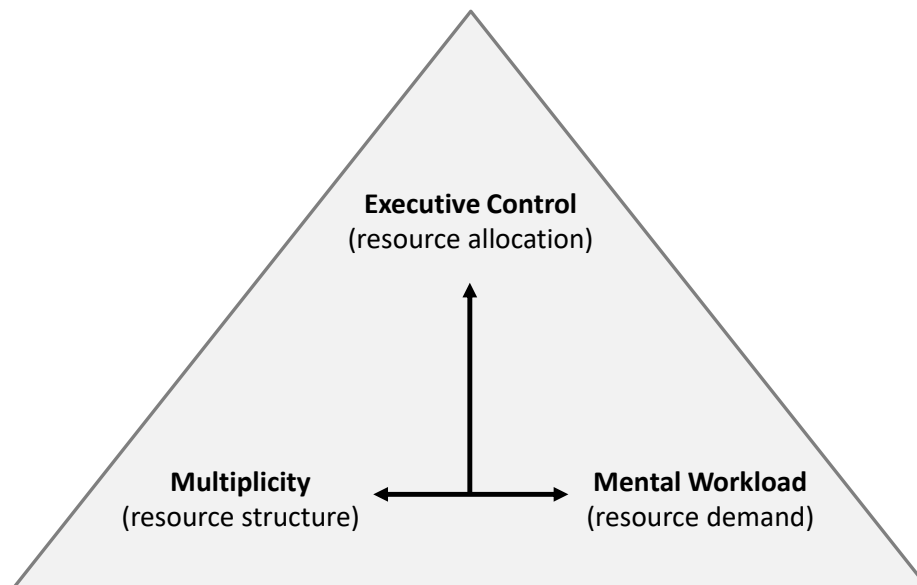 Executive Control
(resource allocation)
Multiplicity
(resource structure)
Mental Workload
(resource demand)